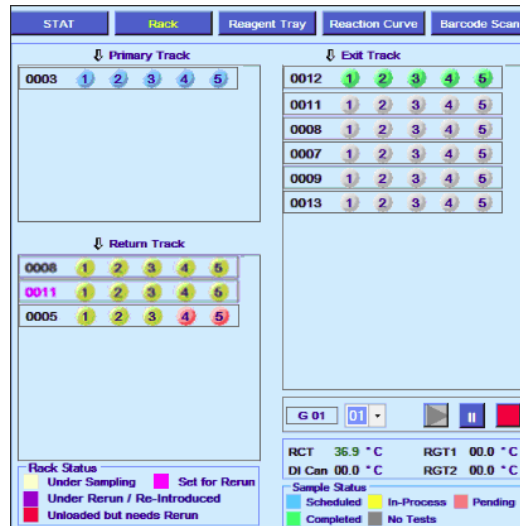 STAT Rack Reagent Tray Reaction Curve Barcode Scan
Primary Track
0003 1 2 3 4 5
Exit Track
0012 1 2 3 4 5
0011 1 2 3 4 5
0008 1 2 3 4 5
0007 1 2 3 4 5
0009 1 2 3 4 5
0013 1 2 3 4 5
Return Track
0008 1 2 3 4 5
0011 1 2 3 4 5
0005 1 2 3 4 5
G 01 01
RCT 36.9 °C RGT1 00.0 °C
DI Can 00.0 °C RGT2 00.0 °C
Rack Status
Under Sampling Set for Rerun
Under Rerun / Re-Introduced
Unloaded but needs Rerun
Sample Status
Scheduled In-Process Pending
Completed No Tests